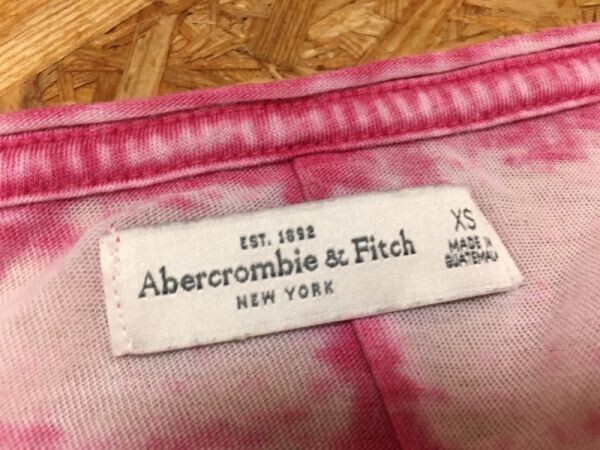 EST. 1892
Abercrombie & Fitch
NEW YORK
XS
MADE IN
GUATEMALA